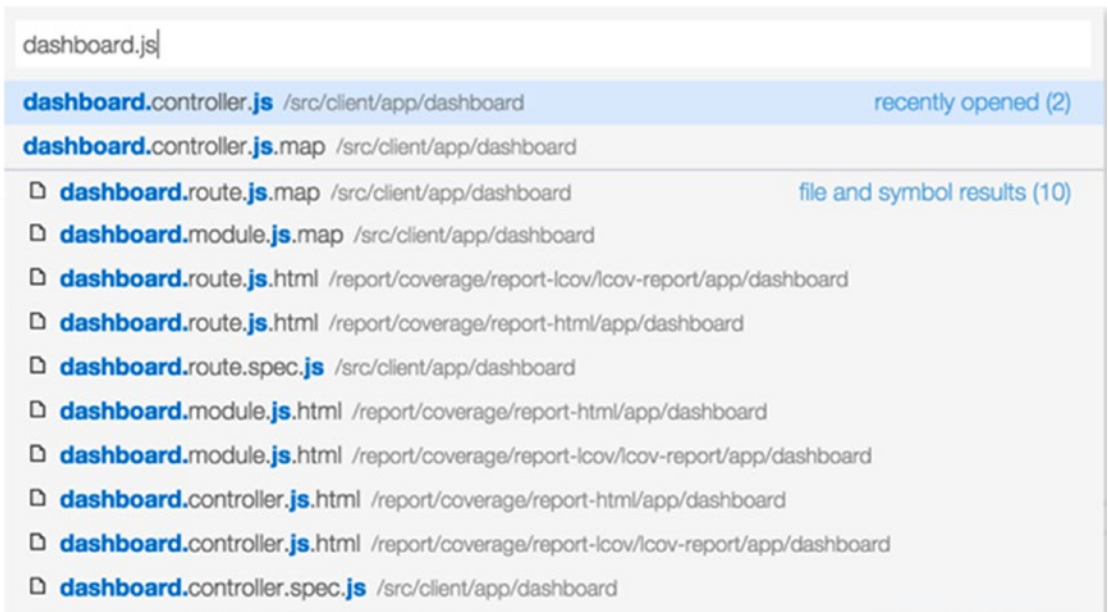 dashboard.js
dashboard.controller.js /src/client/app/dashboard recently opened (2)
dashboard.controller.js.map /src/client/app/dashboard
dashboard.route.js.map /src/client/app/dashboard file and symbol results (10)
dashboard.module.js.map /src/client/app/dashboard
dashboard.route.js.html /report/coverage/report-lcov/lcov-report/app/dashboard
dashboard.route.js.html /report/coverage/report-html/app/dashboard
dashboard.route.spec.js /src/client/app/dashboard
dashboard.module.js.html /report/coverage/report-html/app/dashboard
dashboard.module.js.html /report/coverage/report-lcov/lcov-report/app/dashboard
dashboard.controller.js.html /report/coverage/report-html/app/dashboard
dashboard.controller.js.html /report/coverage/report-lcov/lcov-report/app/dashboard
dashboard.controller.spec.js /src/client/app/dashboard